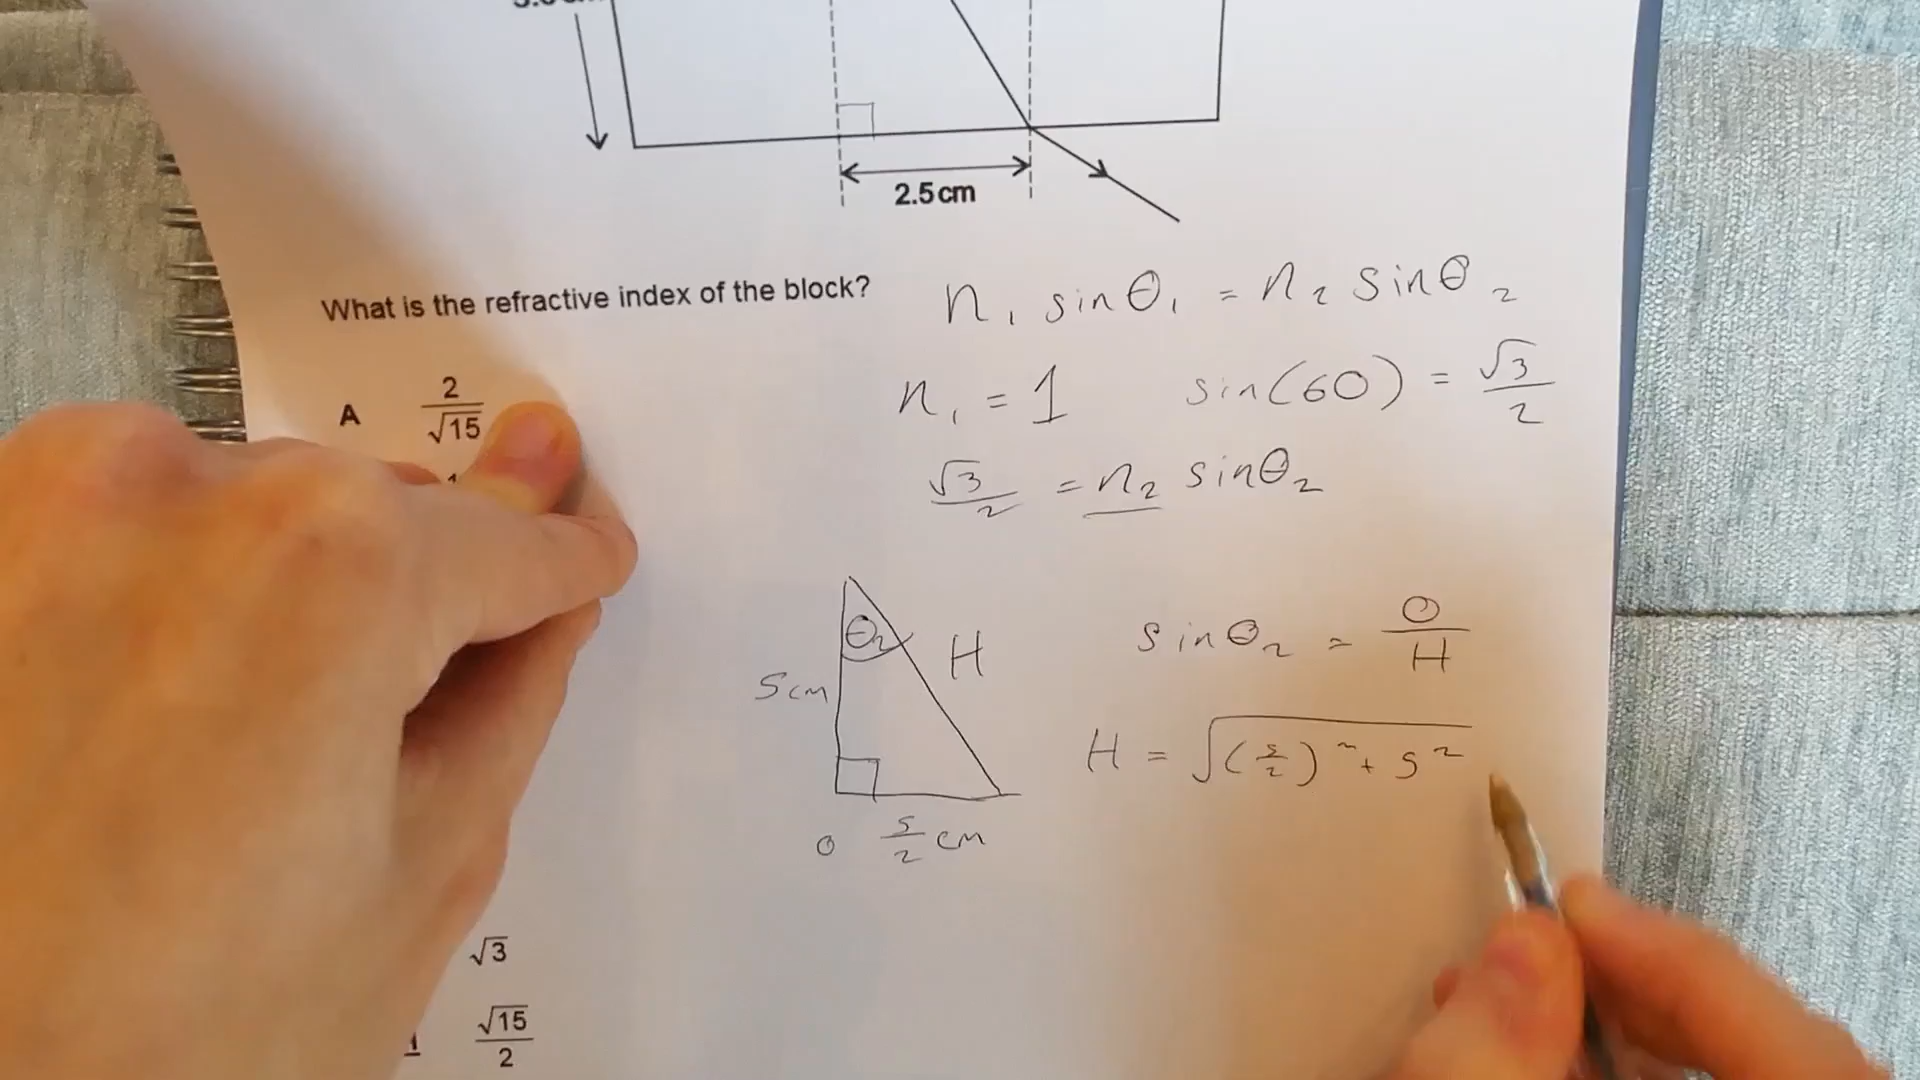 2.5 cm
What is the refractive index of the block?
n₁ sinθ₁ = n₂ sinθ₂
A 2/√15
n₁ = 1 sin(60) = √3/2
√3/2 = n₂ sinθ₂
θ₂ H
5cm
sinθ₂ = O/H
H = √((5/2)² + 5²)
O 5/2 cm
√3
√15/2